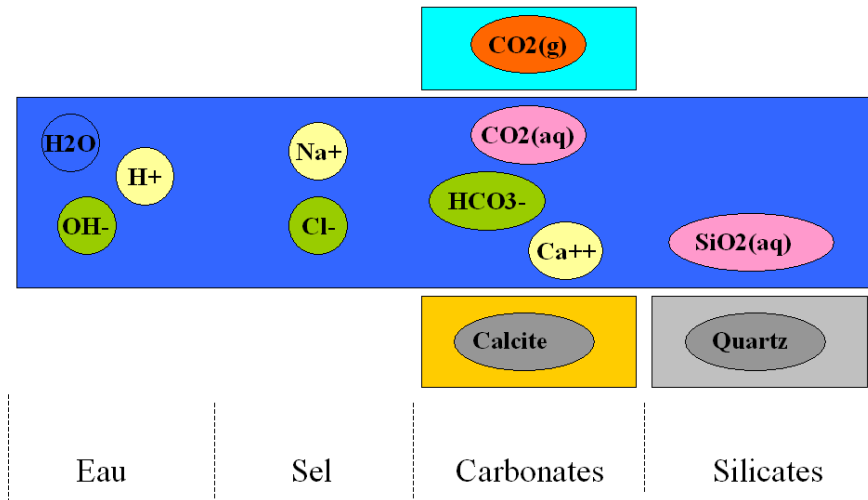 CO2(g)
H2O
H+
OH-
Na+
Cl-
CO2(aq)
HCO3-
Ca++
SiO2(aq)
Calcite
Quartz
Eau
Sel
Carbonates
Silicates